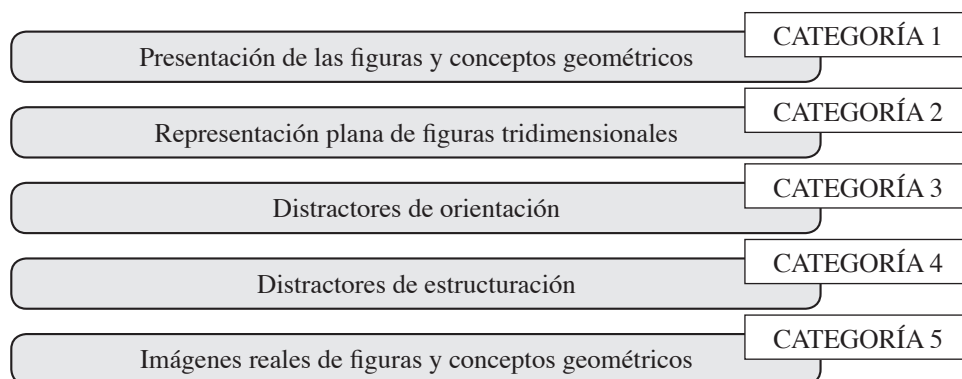 CATEGORÍA 1
Presentación de las figuras y conceptos geométricos
CATEGORÍA 2
Representación plana de figuras tridimensionales
CATEGORÍA 3
Distractores de orientación
CATEGORÍA 4
Distractores de estructuración
CATEGORÍA 5
Imágenes reales de figuras y conceptos geométricos